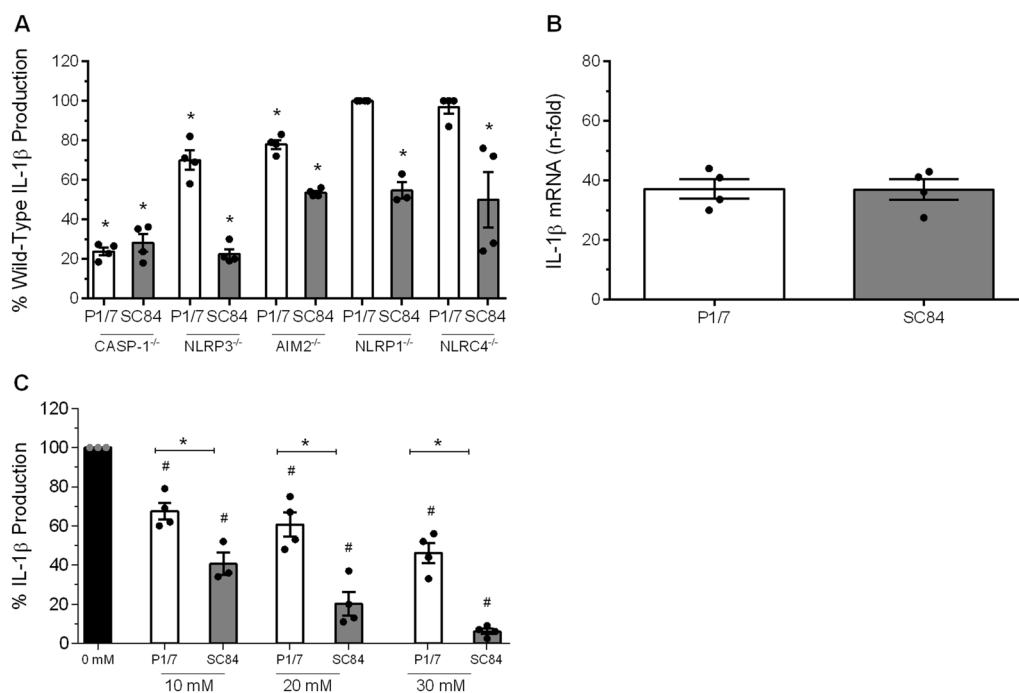 A
% Wild-Type IL-1β Production
120
100
80
60
40
20
0
* * * * * * * *
P1/7 SC84 P1/7 SC84 P1/7 SC84 P1/7 SC84 P1/7 SC84
CASP-1-/- NLRP3-/- AIM2-/- NLRP1-/- NLRC4-/-
B
IL-1β mRNA (n-fold)
80
60
40
20
0
P1/7 SC84
C
% IL-1β Production
120
100
80
60
40
20
0
* * *
# # # # # #
0 mM P1/7 SC84 P1/7 SC84 P1/7 SC84
10 mM 20 mM 30 mM